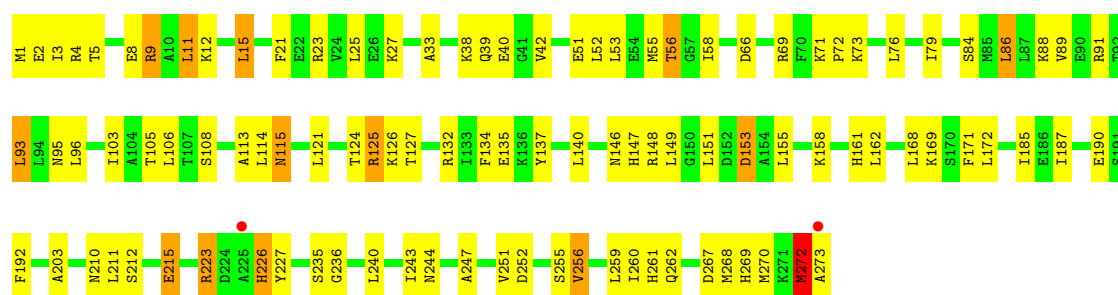 M1 E2 I3 R4 T5 E8 R9 A10 L11 K12 L15 F21 E22 R23 V24 L25 E26 K27 A33 K38 Q39 E40 G41 V42 E51 L52 L53 E54 M55 T56 G57 I58 D66 R69 F70 K71 P72 K73 L76 I79 S84 M85 L86 L87 K88 V89 E90 R91 T92
L93 L94 N95 L96 I103 A104 T105 L106 T107 S108 A113 L114 N115 L121 T124 R125 K126 T127 R132 I133 F134 E135 K136 Y137 L140 N146 H147 R148 L149 G150 L151 D152 D153 A154 L155 K158 H161 L162 L168 K169 S170 F171 L172 I185 E186 I187 E190
F192 A203 N210 L211 S212 E215 R223 D224 A225 H226 Y227 S235 G236 L240 I243 N244 A247 V251 D252 S255 V256 L259 I260 H261 Q262 D267 M268 H269 M270 K271 M272 A273